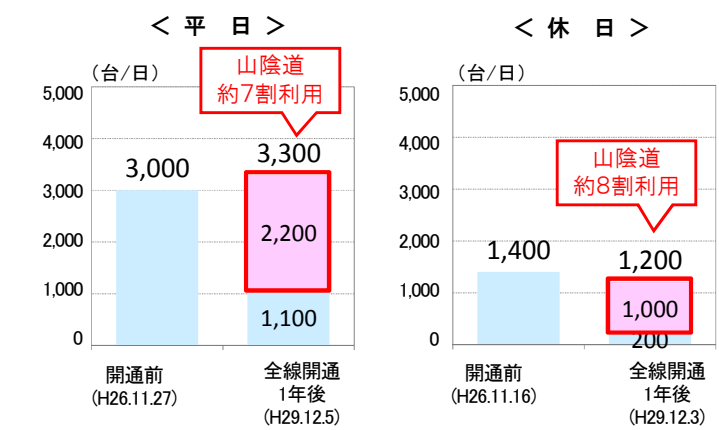 ＜ 平　日 ＞
（台/日）
山陰道
約7割利用
5,000
4,000
3,000
2,000
1,000
0
3,000
3,300
2,200
1,100
開通前
(H26.11.27)
全線開通
1年後
(H29.12.5)
＜ 休　日 ＞
（台/日）
山陰道
約8割利用
5,000
4,000
3,000
2,000
1,000
0
1,400
1,200
1,000
200
開通前
(H26.11.16)
全線開通
1年後
(H29.12.3)